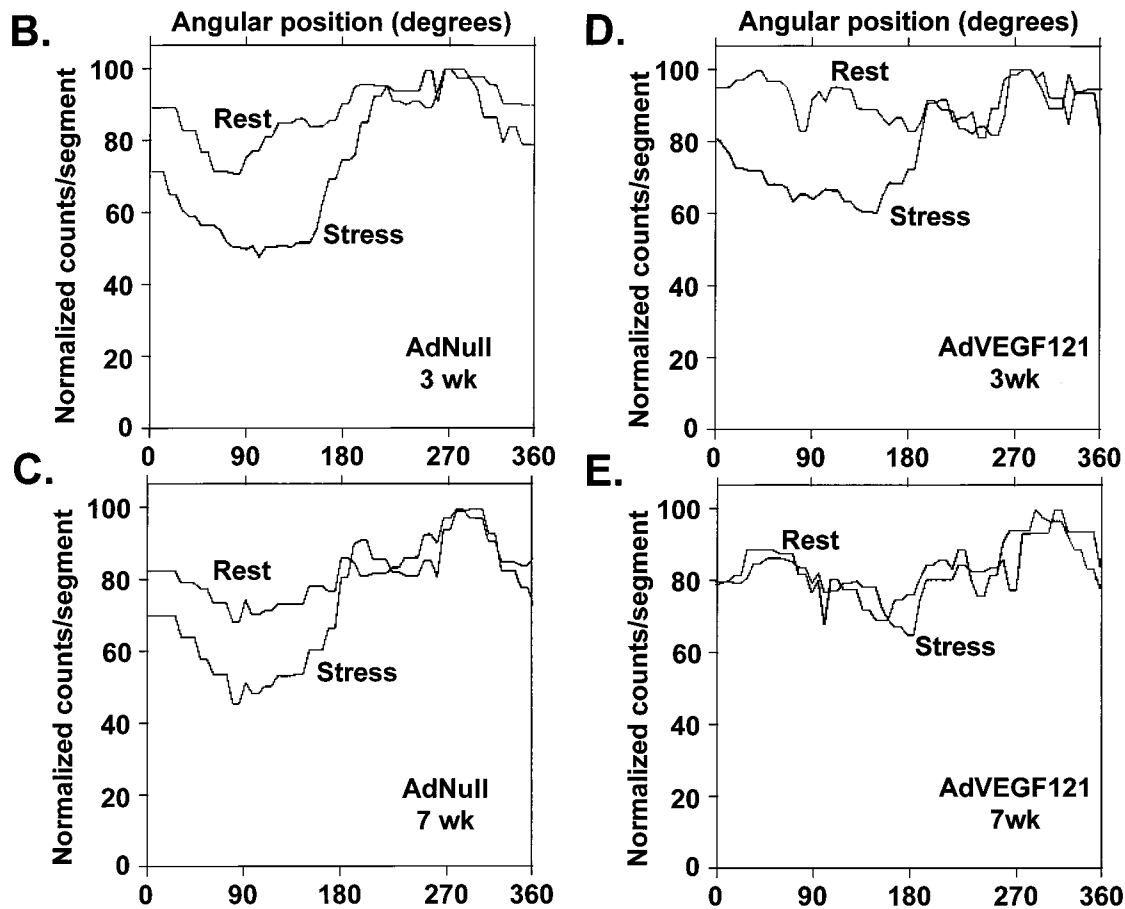 B.
Angular position (degrees)
Normalized counts/segment
100
80
60
40
20
0
Rest
Stress
AdNull
3 wk
0 90 180 270 360
D.
Angular position (degrees)
Normalized counts/segment
100
80
60
40
20
0
Rest
Stress
AdVEGF121
3wk
0 90 180 270 360
C.
Normalized counts/segment
100
80
60
40
20
0
Rest
Stress
AdNull
7 wk
0 90 180 270 360
E.
Normalized counts/segment
100
80
60
40
20
0
Rest
Stress
AdVEGF121
7wk
0 90 180 270 360